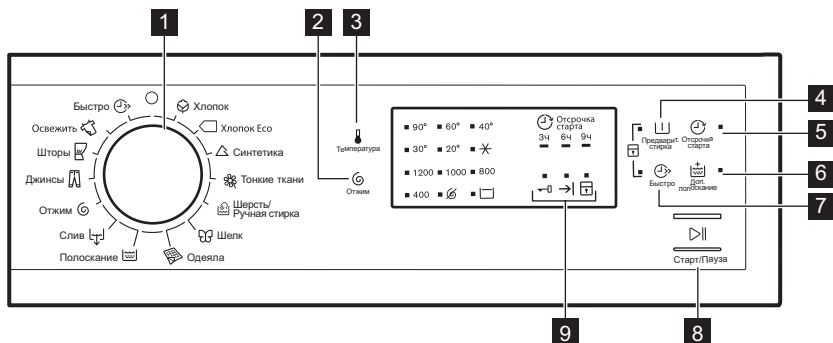 1
2
3
4
5
6
7
8
9
Быстро
Освежить
Шторы
Джинсы
Отжим
Слив
Полоскание
Хлопок
Хлопок Eco
Синтетика
Тонкие ткани
Шерсть/
Ручная стирка
Шелк
Одеяла
Температура
Отжим
90° 60° 40°
30° 20°
1200 1000 800
400
Отсрочка
старта
3ч 6ч 9ч
Предварит.
стирка
Отсрочка
старта
Быстро
Доп.
полоскание
Старт/Пауза